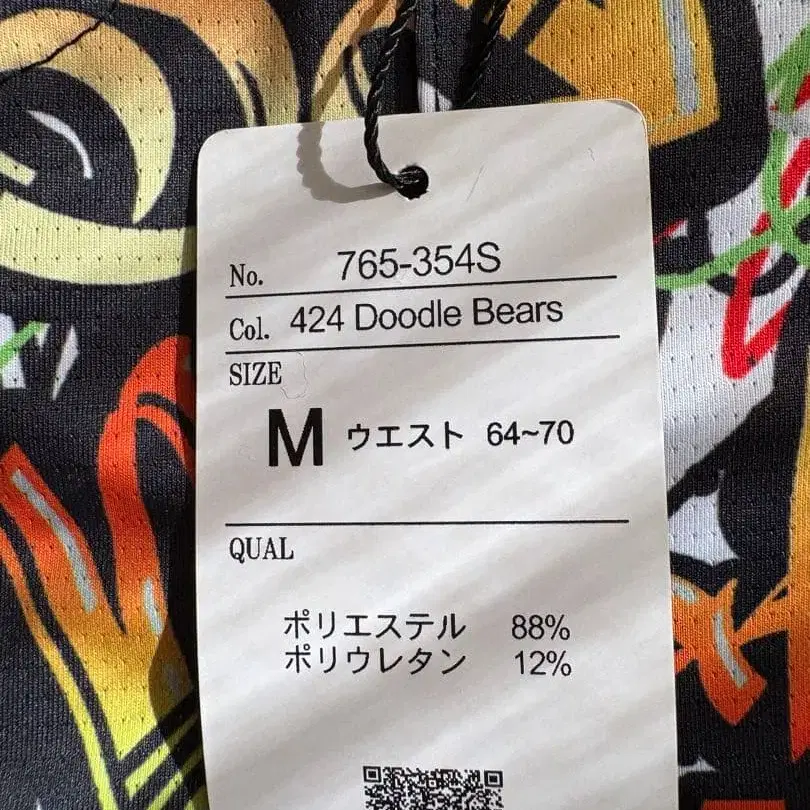 No. 765-354S
Col. 424 Doodle Bears
SIZE
M ウエスト 64~70
QUAL
ポリエステル 88%
ポリウレタン 12%